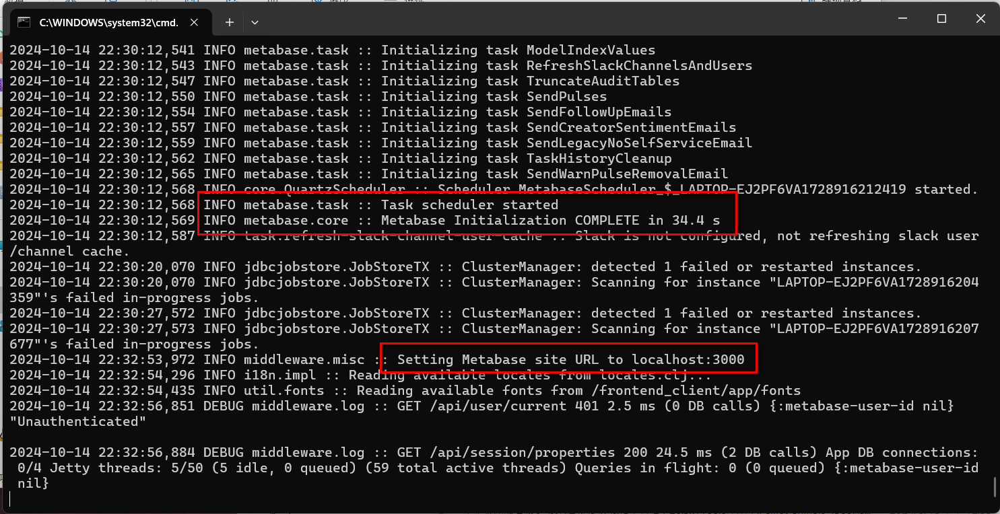 C:\WINDOWS\system32\cmd.
2024-10-14 22:30:12,541 INFO metabase.task :: Initializing task ModelIndexValues
2024-10-14 22:30:12,543 INFO metabase.task :: Initializing task RefreshSlackChannelsAndUsers
2024-10-14 22:30:12,547 INFO metabase.task :: Initializing task TruncateAuditTables
2024-10-14 22:30:12,550 INFO metabase.task :: Initializing task SendPulses
2024-10-14 22:30:12,554 INFO metabase.task :: Initializing task SendFollowUpEmails
2024-10-14 22:30:12,557 INFO metabase.task :: Initializing task SendCreatorSentimentEmails
2024-10-14 22:30:12,559 INFO metabase.task :: Initializing task SendLegacyNoSelfServiceEmail
2024-10-14 22:30:12,562 INFO metabase.task :: Initializing task TaskHistoryCleanup
2024-10-14 22:30:12,565 INFO metabase.task :: Initializing task SendWarnPulseRemovalEmail
2024-10-14 22:30:12,568 INFO core.QuartzScheduler :: Scheduler MetabaseScheduler_$_LAPTOP-EJ2PF6VA1728916212419 started.
2024-10-14 22:30:12,568 INFO metabase.task :: Task scheduler started
2024-10-14 22:30:12,569 INFO metabase.core :: Metabase Initialization COMPLETE in 34.4 s
2024-10-14 22:30:12,587 INFO task.refresh-slack-channel-user-cache :: Slack is not configured, not refreshing slack user
/channel cache.
2024-10-14 22:30:20,070 INFO jdbcjobstore.JobStoreTX :: ClusterManager: detected 1 failed or restarted instances.
2024-10-14 22:30:20,070 INFO jdbcjobstore.JobStoreTX :: ClusterManager: Scanning for instance "LAPTOP-EJ2PF6VA1728916204
359"'s failed in-progress jobs.
2024-10-14 22:30:27,572 INFO jdbcjobstore.JobStoreTX :: ClusterManager: detected 1 failed or restarted instances.
2024-10-14 22:30:27,573 INFO jdbcjobstore.JobStoreTX :: ClusterManager: Scanning for instance "LAPTOP-EJ2PF6VA1728916207
677"'s failed in-progress jobs.
2024-10-14 22:32:53,972 INFO middleware.misc :: Setting Metabase site URL to localhost:3000
2024-10-14 22:32:54,296 INFO i18n.impl :: Reading available locales from locales.clj...
2024-10-14 22:32:54,435 INFO util.fonts :: Reading available fonts from /frontend_client/app/fonts
2024-10-14 22:32:56,851 DEBUG middleware.log :: GET /api/user/current 401 2.5 ms (0 DB calls) {:metabase-user-id nil}
"Unauthenticated"
2024-10-14 22:32:56,884 DEBUG middleware.log :: GET /api/session/properties 200 24.5 ms (2 DB calls) App DB connections:
0/4 Jetty threads: 5/50 (5 idle, 0 queued) (59 total active threads) Queries in flight: 0 (0 queued) {:metabase-user-id
nil}